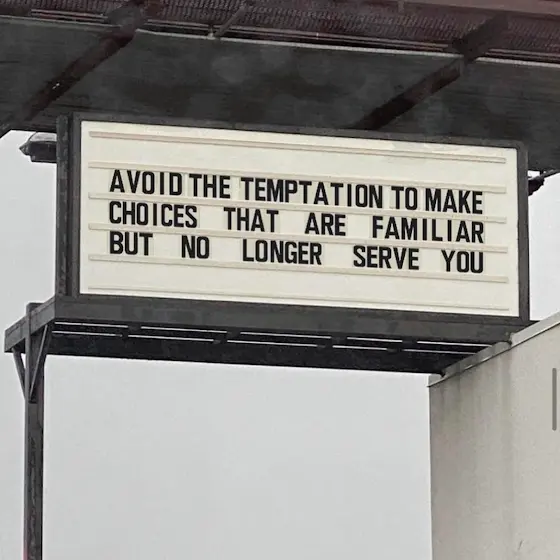 AVOID THE TEMPTATION TO MAKE
CHOICES THAT ARE FAMILIAR
BUT NO LONGER SERVE YOU